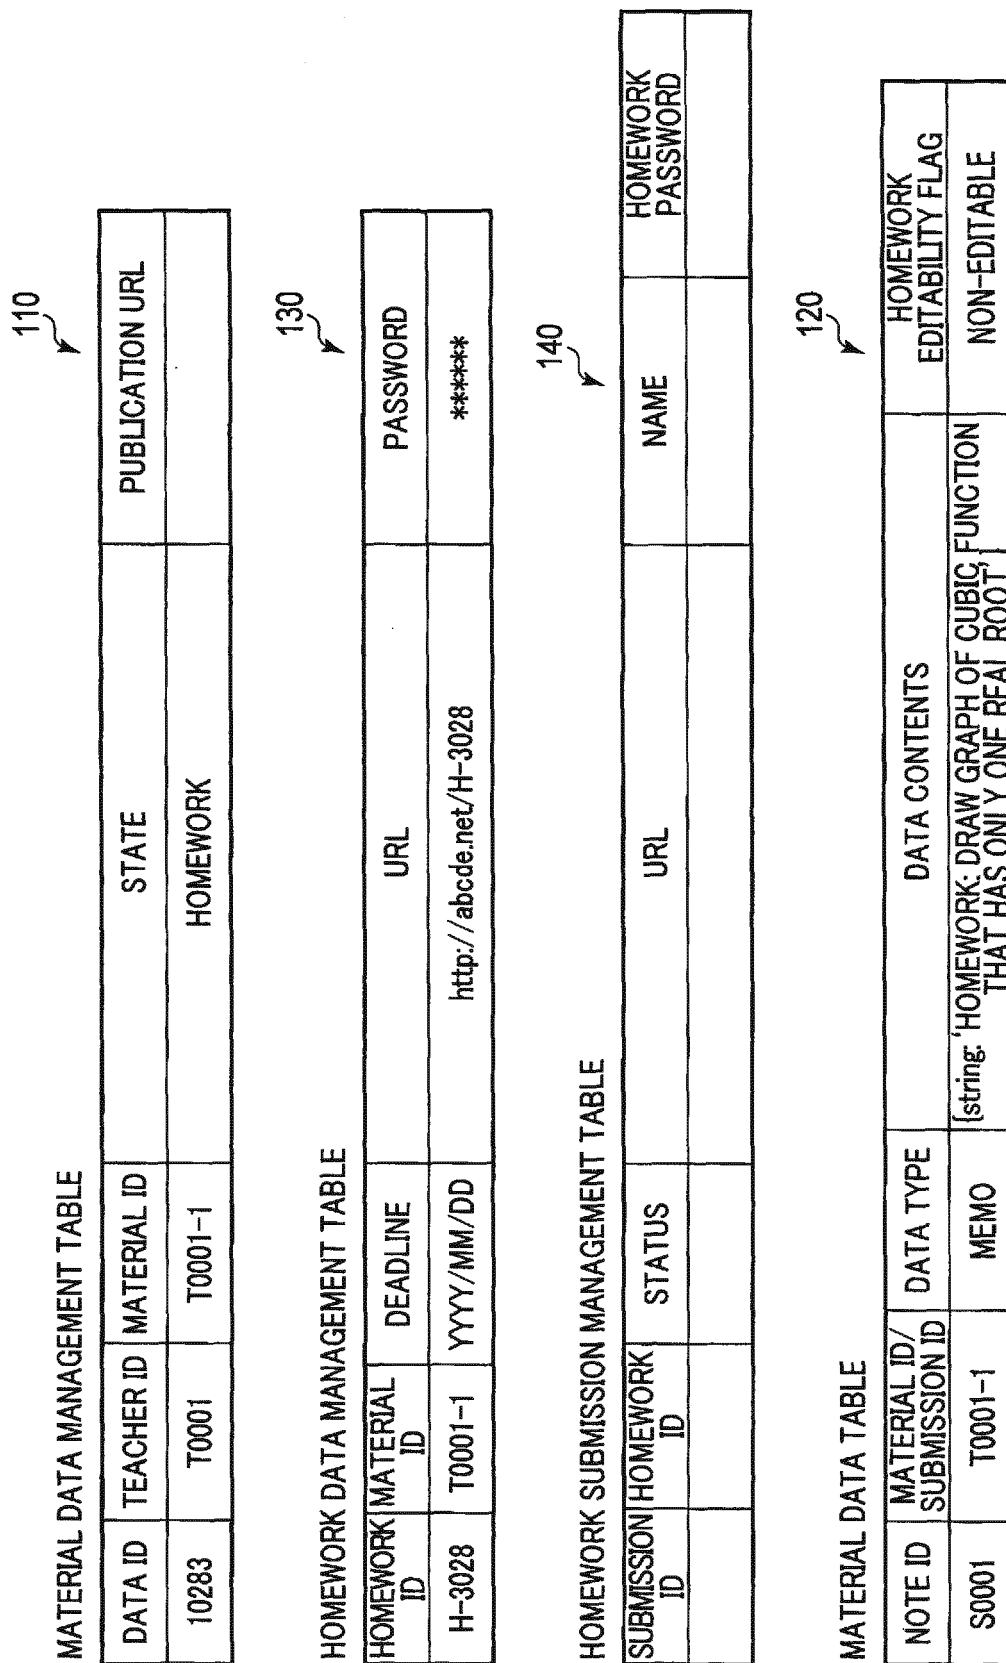 110
MATERIAL DATA MANAGEMENT TABLE
DATA ID TEACHER ID MATERIAL ID STATE PUBLICATION URL
10283 T0001 T0001-1 HOMEWORK
130
HOMEWORK DATA MANAGEMENT TABLE
HOMEWORK ID MATERIAL ID DEADLINE URL PASSWORD
H-3028 T0001-1 YYYY/MM/DD http://abcde.net/H-3028 ******
140
HOMEWORK SUBMISSION MANAGEMENT TABLE
SUBMISSION ID HOMEWORK ID STATUS URL NAME HOMEWORK PASSWORD
120
MATERIAL DATA TABLE
NOTE ID MATERIAL ID/ SUBMISSION ID DATA TYPE DATA CONTENTS HOMEWORK EDITABILITY FLAG
S0001 T0001-1 MEMO {string: 'HOMEWORK: DRAW GRAPH OF CUBIC FUNCTION
THAT HAS ONLY ONE REAL ROOT'} NON-EDITABLE